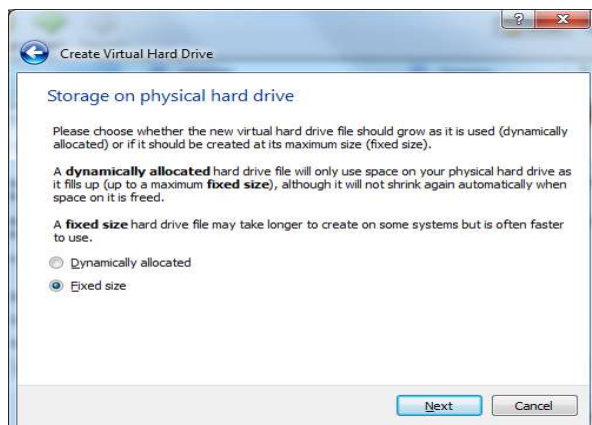 ?
X
Create Virtual Hard Drive
Storage on physical hard drive
Please choose whether the new virtual hard drive file should grow as it is used (dynamically
allocated) or if it should be created at its maximum size (fixed size).
A dynamically allocated hard drive file will only use space on your physical hard drive as
it fills up (up to a maximum fixed size), although it will not shrink again automatically when
space on it is freed.
A fixed size hard drive file may take longer to create on some systems but is often faster
to use.
Dynamically allocated
Fixed size
Next
Cancel